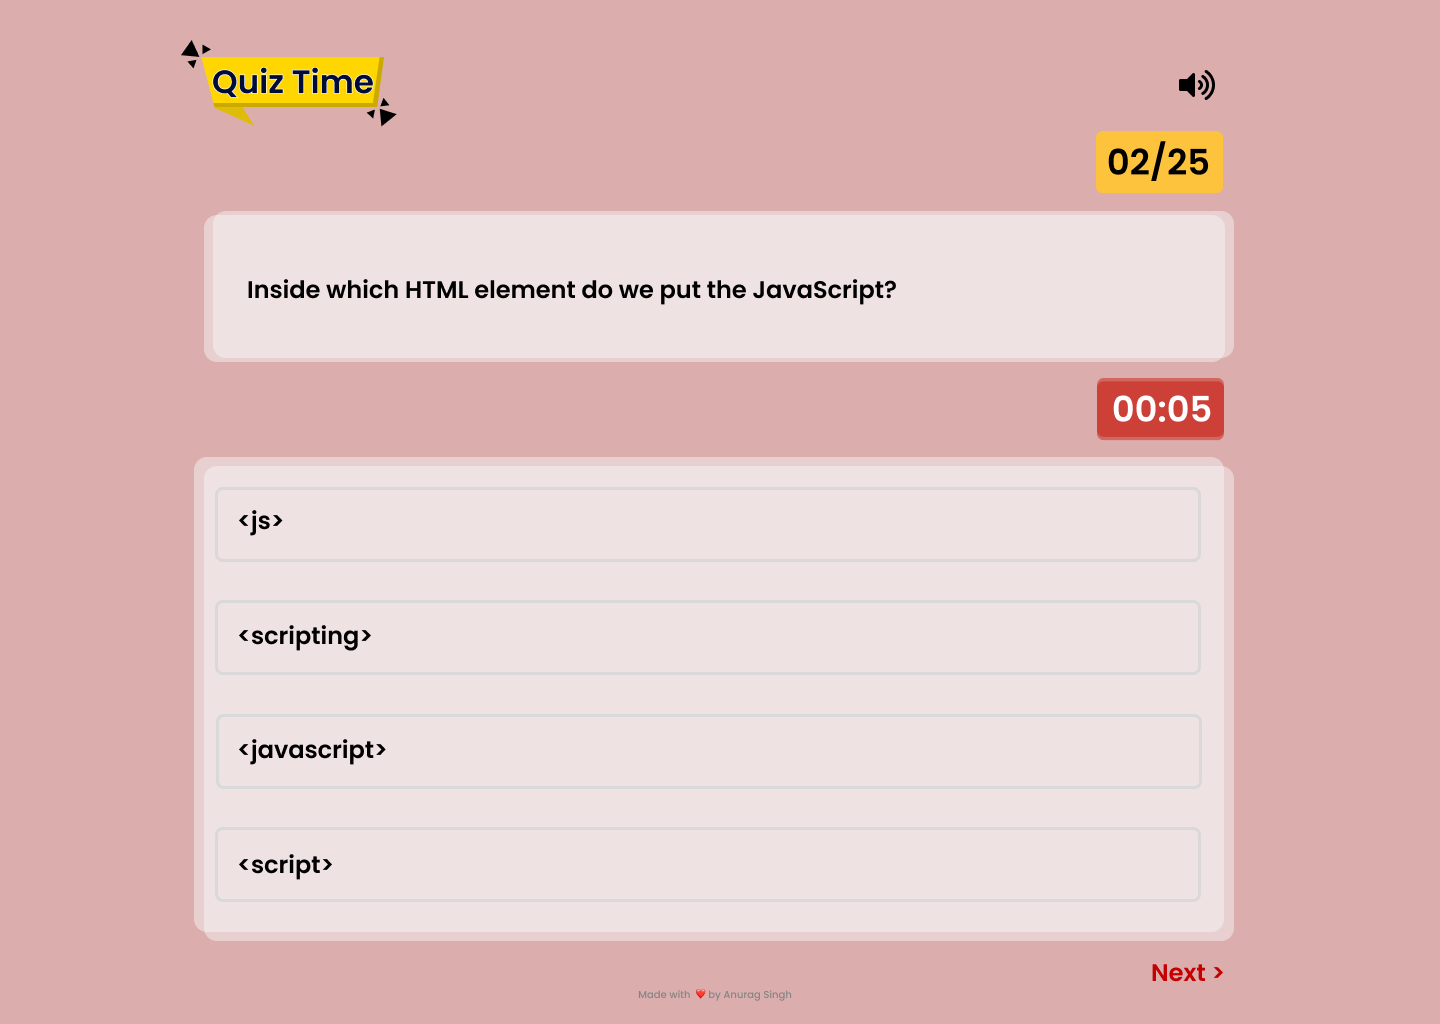 Quiz Time
02/25
Inside which HTML element do we put the JavaScript?
00:05
<js>
<scripting>
<javascript>
<script>
Next >
Made with ❤️ by Anurag Singh